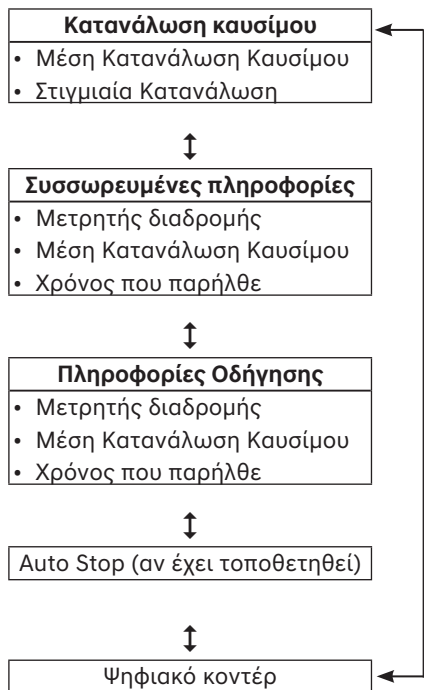 Κατανάλωση καυσίμου
• Μέση Κατανάλωση Καυσίμου
• Στιγμιαία Κατανάλωση
Συσσωρευμένες πληροφορίες
• Μετρητής διαδρομής
• Μέση Κατανάλωση Καυσίμου
• Χρόνος που παρήλθε
Πληροφορίες Οδήγησης
• Μετρητής διαδρομής
• Μέση Κατανάλωση Καυσίμου
• Χρόνος που παρήλθε
Auto Stop (αν έχει τοποθετηθεί)
Ψηφιακό κοντέρ